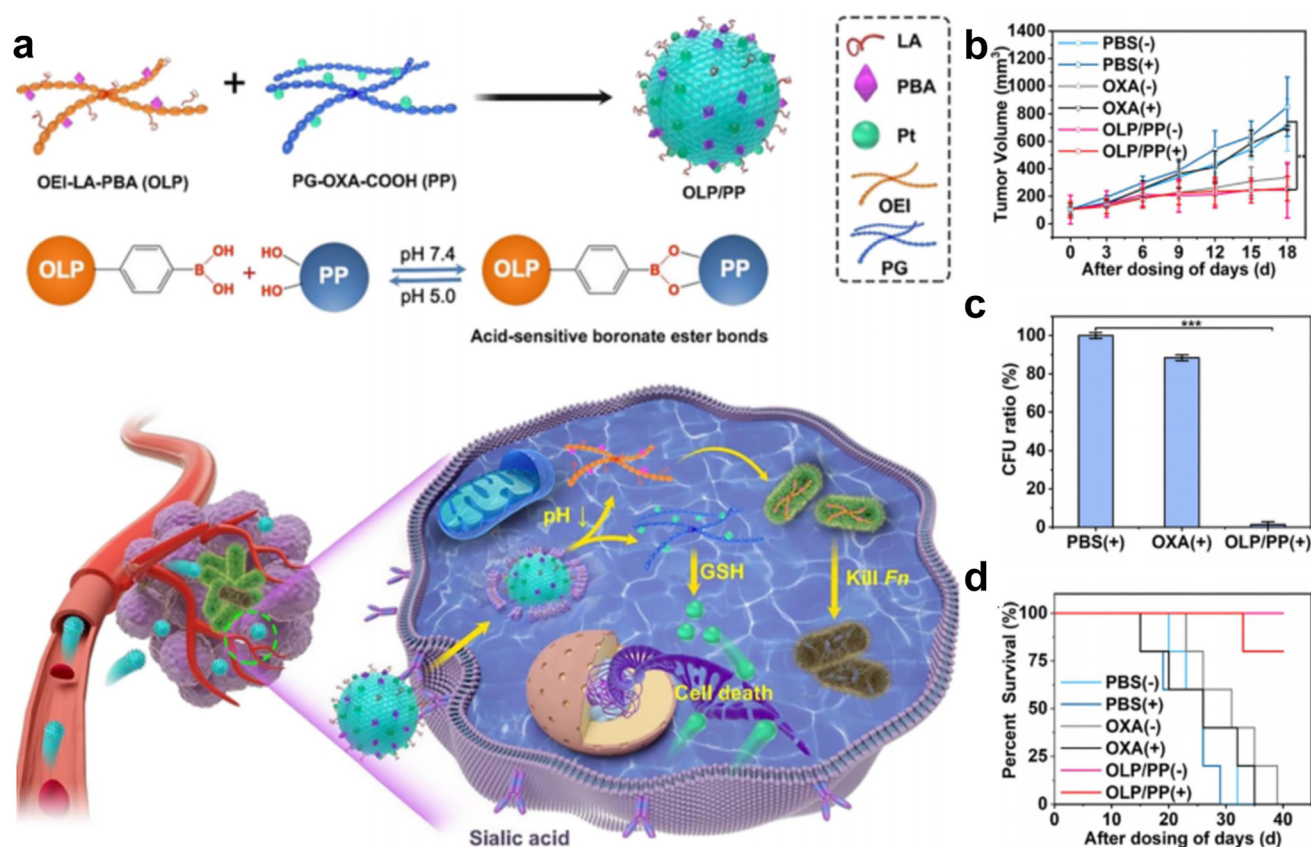 a
OEI-LA-PBA (OLP)
+
PG-OXA-COOH (PP)
OLP/PP
LA
PBA
Pt
OEI
PG
OLP
B
OH
OH
+
HO
HO
PP
pH 7.4
pH 5.0
OLP
B
O
O
PP
Acid-sensitive boronate ester bonds
pH ↓
GSH
Kill Fn
Cell death
Sialic acid
b
Tumor Volume (mm³)
1400
1200
1000
800
600
400
200
0
PBS(-)
PBS(+)
OXA(-)
OXA(+)
OLP/PP(-)
OLP/PP(+)
0 3 6 9 12 15 18
After dosing of days (d)
c
CFU ratio (%)
100
80
60
40
20
0
***
PBS(+) OXA(+) OLP/PP(+)
d
Percent Survival (%)
100
75
50
25
0
PBS(-)
PBS(+)
OXA(-)
OXA(+)
OLP/PP(-)
OLP/PP(+)
0 10 20 30 40
After dosing of days (d)